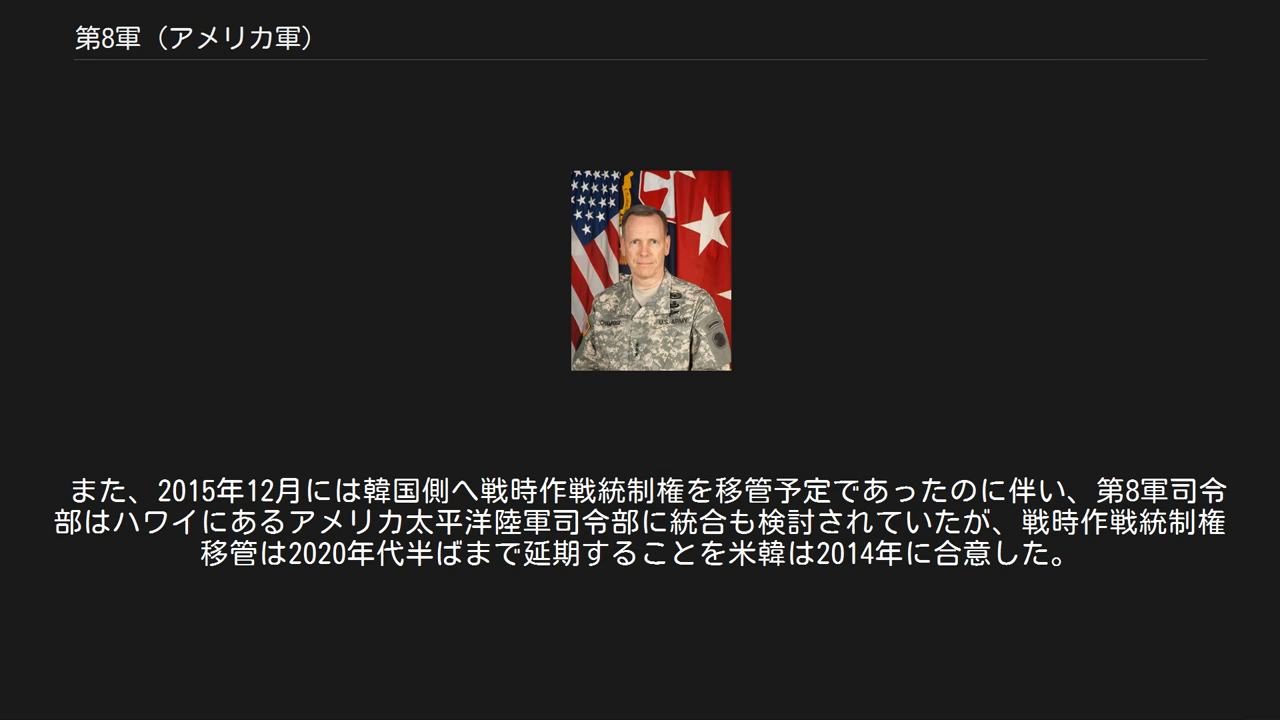 第8軍（アメリカ軍）
U.S. ARMY
また、2015年12月には韓国側へ戦時作戦統制権を移管予定であったのに伴い、第8軍司令
部はハワイにあるアメリカ太平洋陸軍司令部に統合も検討されていたが、戦時作戦統制権
移管は2020年代半ばまで延期することを米韓は2014年に合意した。